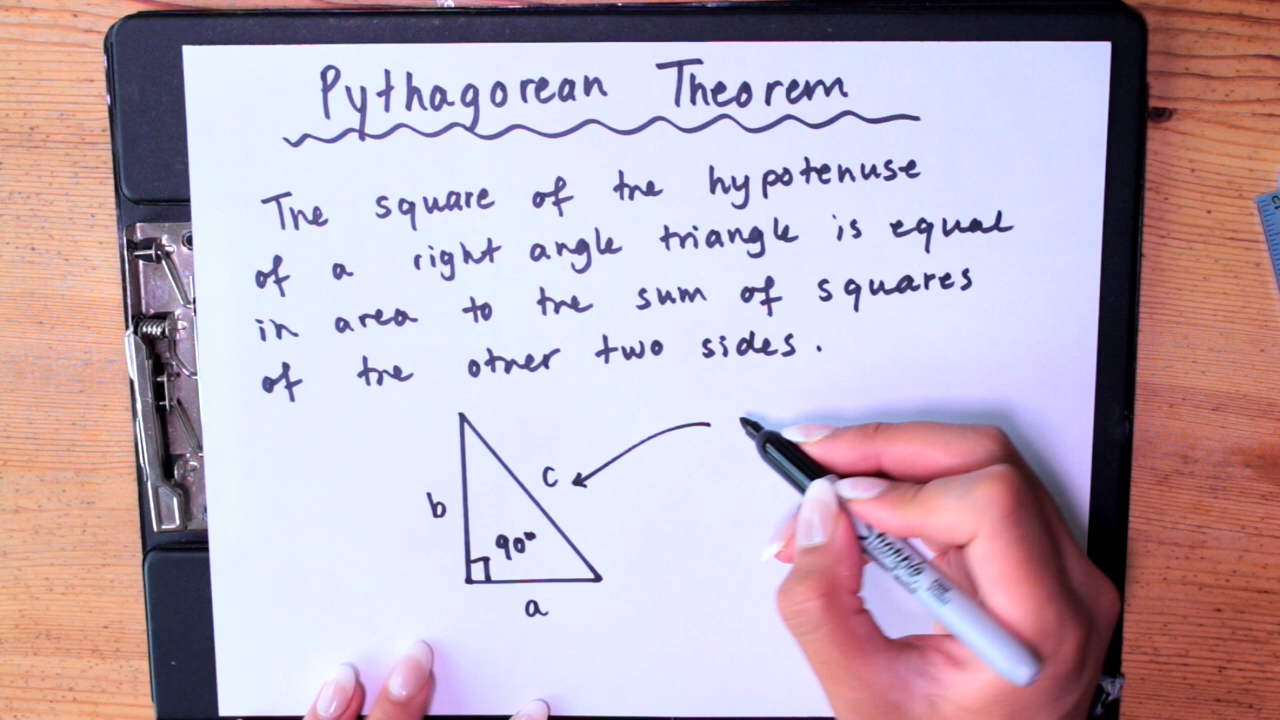 Pythagorean Theorem
The square of the hypotenuse
of a right angle triangle is equal
in area to the sum of squares
of the other two sides.
c
b
90°
a
Sharpie